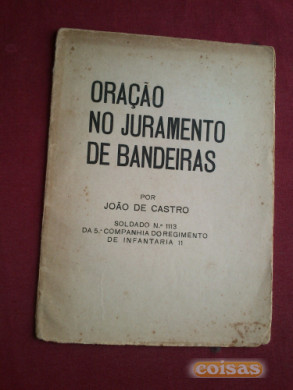 ORAÇÃO
NO JURAMENTO
DE BANDEIRAS
POR
JOÃO DE CASTRO
SOLDADO N.º 1113
DA 5.ª COMPANHIA DO REGIMENTO
DE INFANTARIA 11
coisas